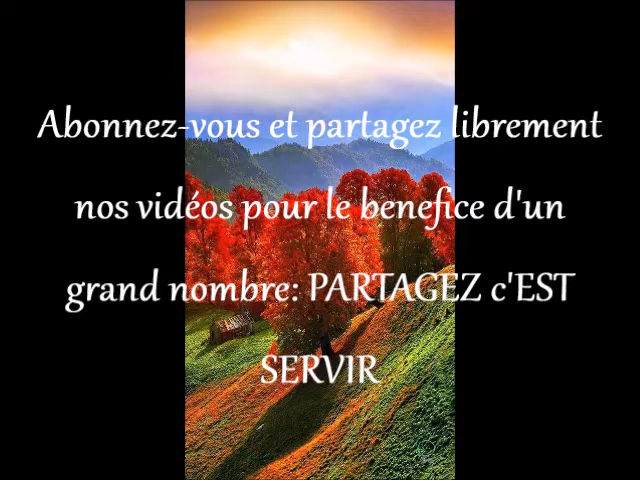 Abonnez-vous et partagez librement
nos vidéos pour le benefice d'un
grand nombre: PARTAGEZ c'EST
SERVIR